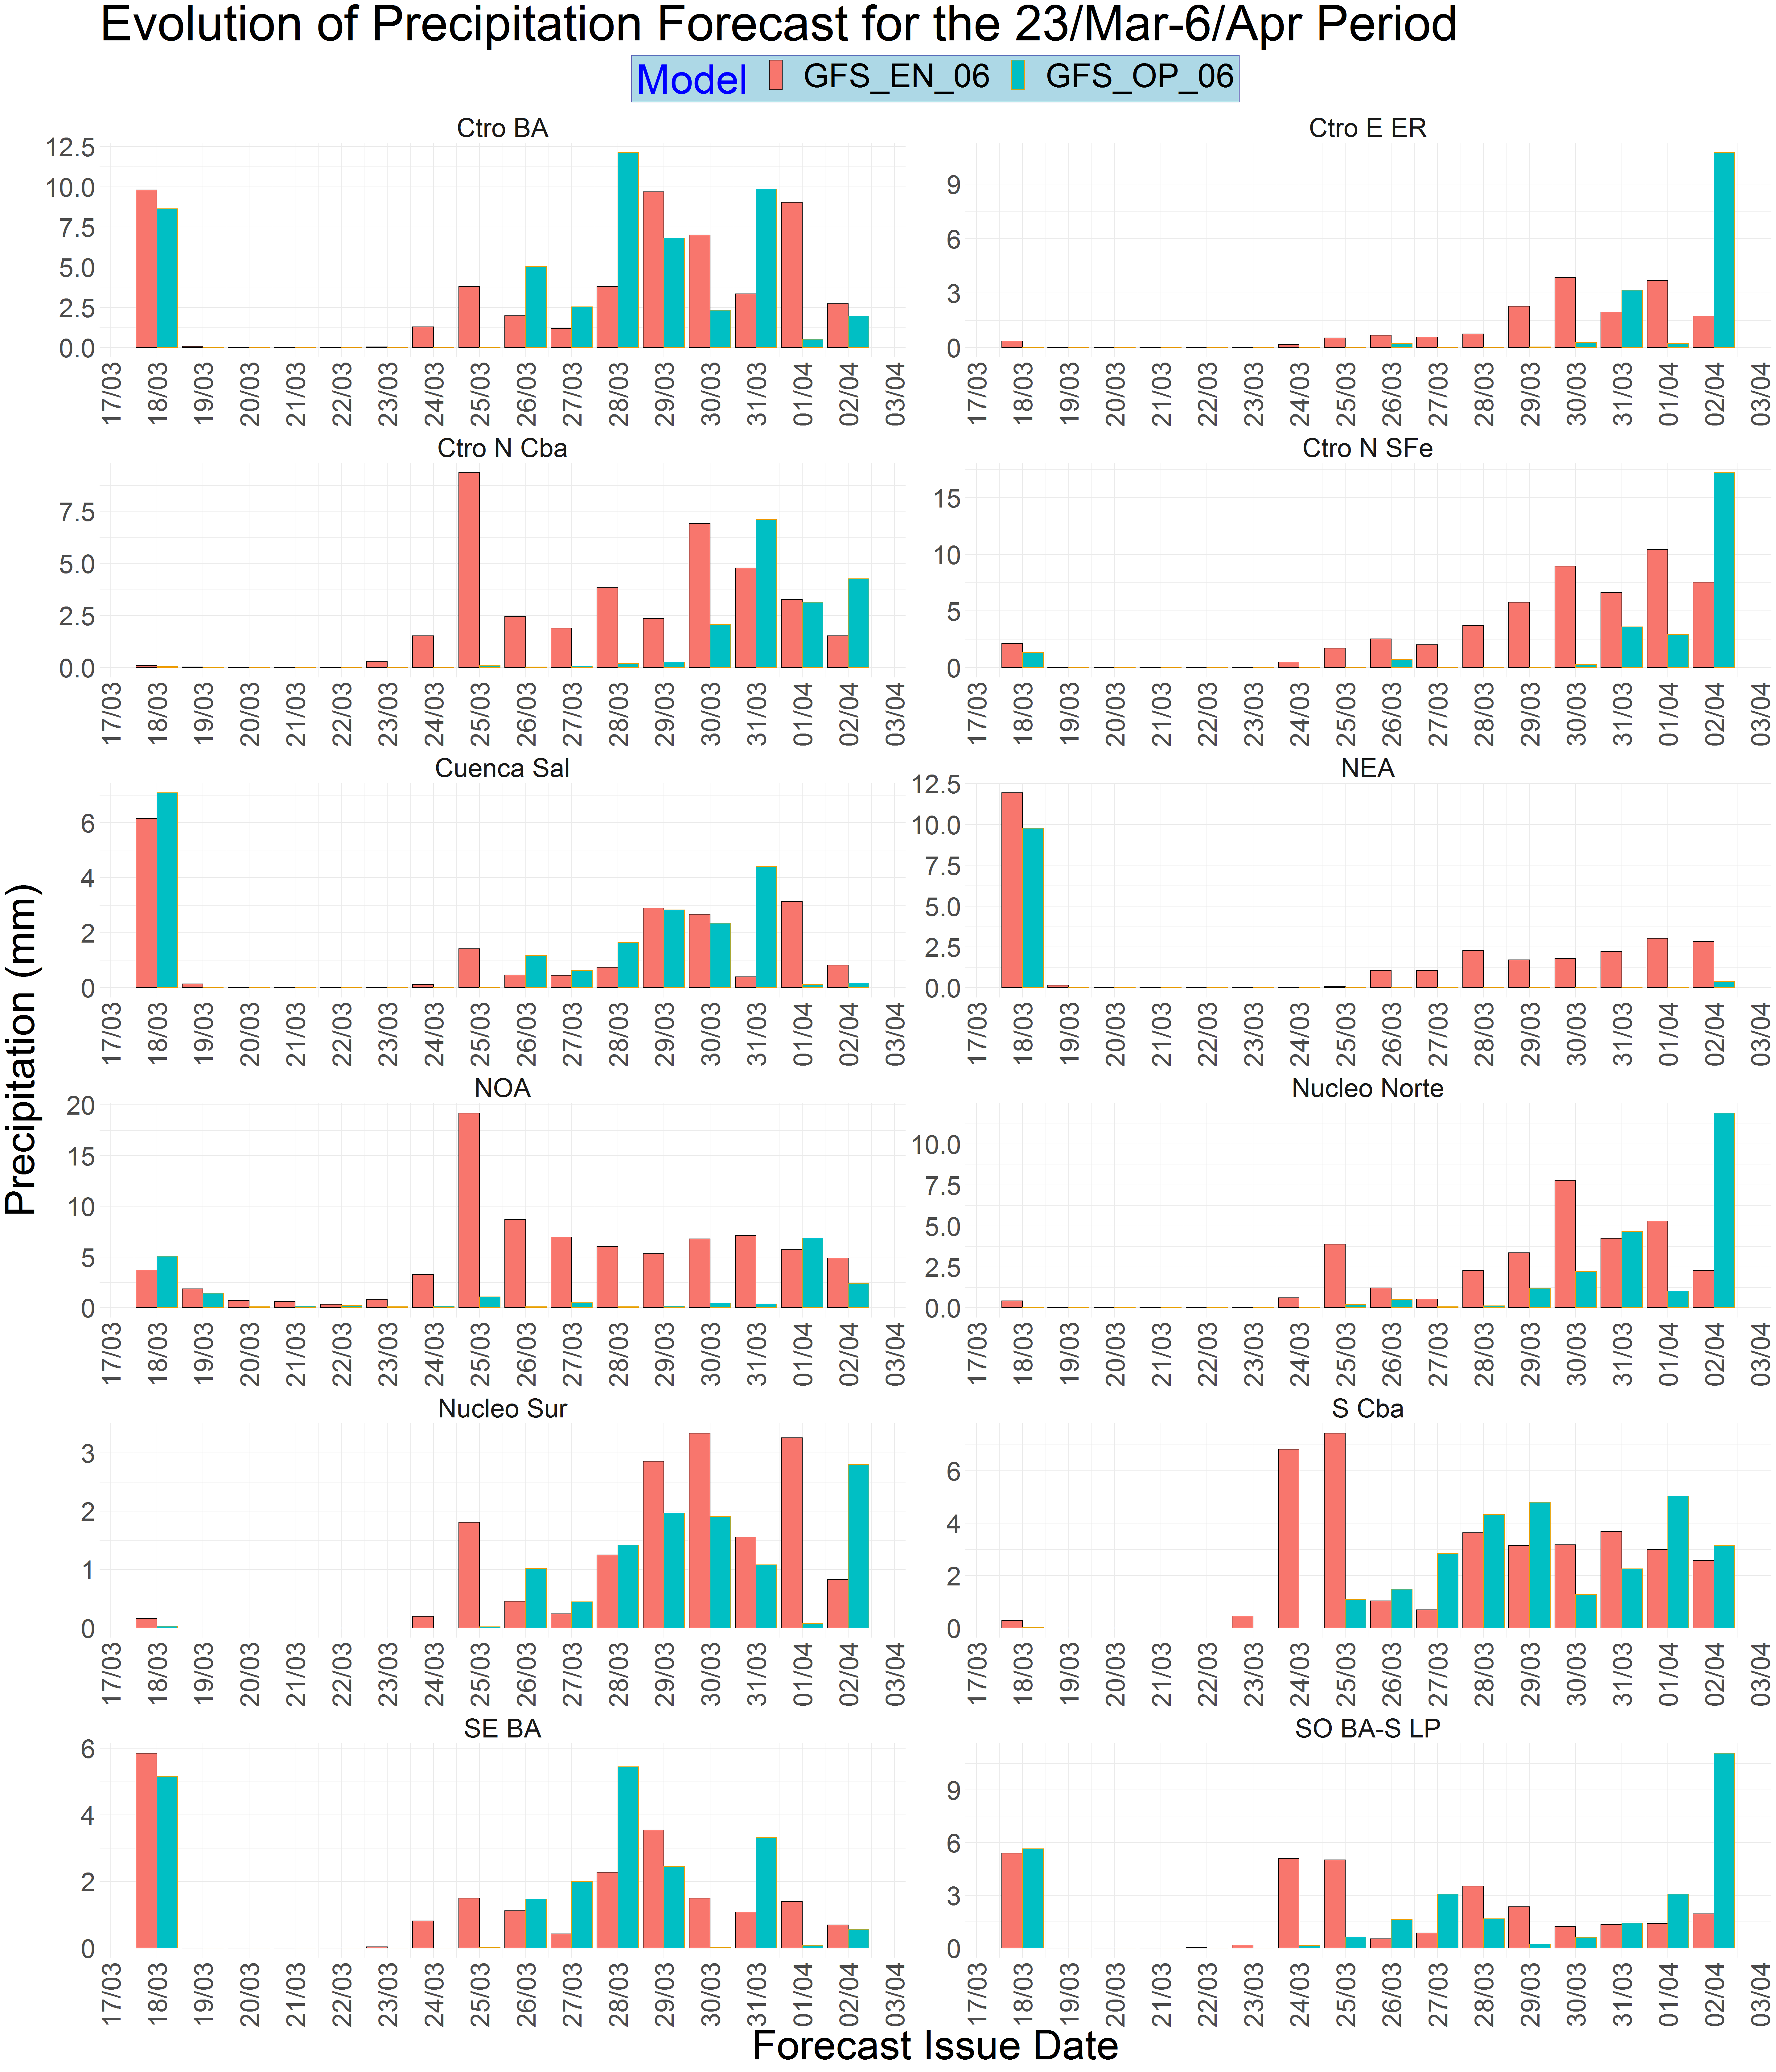 Evolution of Precipitation Forecast for the 23/Mar-6/Apr Period
Model GFS_EN_06 GFS_OP_06
Precipitation (mm)
Ctro BA
12.5
10.0
7.5
5.0
2.5
0.0
17/03 18/03 19/03 20/03 21/03 22/03 23/03 24/03 25/03 26/03 27/03 28/03 29/03 30/03 31/03 01/04 02/04 03/04
Ctro E ER
9
6
3
0
17/03 18/03 19/03 20/03 21/03 22/03 23/03 24/03 25/03 26/03 27/03 28/03 29/03 30/03 31/03 01/04 02/04 03/04
Ctro N Cba
7.5
5.0
2.5
0.0
17/03 18/03 19/03 20/03 21/03 22/03 23/03 24/03 25/03 26/03 27/03 28/03 29/03 30/03 31/03 01/04 02/04 03/04
Ctro N SFe
15
10
5
0
17/03 18/03 19/03 20/03 21/03 22/03 23/03 24/03 25/03 26/03 27/03 28/03 29/03 30/03 31/03 01/04 02/04 03/04
Cuenca Sal
6
4
2
0
17/03 18/03 19/03 20/03 21/03 22/03 23/03 24/03 25/03 26/03 27/03 28/03 29/03 30/03 31/03 01/04 02/04 03/04
NEA
12.5
10.0
7.5
5.0
2.5
0.0
17/03 18/03 19/03 20/03 21/03 22/03 23/03 24/03 25/03 26/03 27/03 28/03 29/03 30/03 31/03 01/04 02/04 03/04
NOA
20
15
10
5
0
17/03 18/03 19/03 20/03 21/03 22/03 23/03 24/03 25/03 26/03 27/03 28/03 29/03 30/03 31/03 01/04 02/04 03/04
Nucleo Norte
10.0
7.5
5.0
2.5
0.0
17/03 18/03 19/03 20/03 21/03 22/03 23/03 24/03 25/03 26/03 27/03 28/03 29/03 30/03 31/03 01/04 02/04 03/04
Nucleo Sur
3
2
1
0
17/03 18/03 19/03 20/03 21/03 22/03 23/03 24/03 25/03 26/03 27/03 28/03 29/03 30/03 31/03 01/04 02/04 03/04
S Cba
6
4
2
0
17/03 18/03 19/03 20/03 21/03 22/03 23/03 24/03 25/03 26/03 27/03 28/03 29/03 30/03 31/03 01/04 02/04 03/04
SE BA
6
4
2
0
17/03 18/03 19/03 20/03 21/03 22/03 23/03 24/03 25/03 26/03 27/03 28/03 29/03 30/03 31/03 01/04 02/04 03/04
SO BA-S LP
9
6
3
0
17/03 18/03 19/03 20/03 21/03 22/03 23/03 24/03 25/03 26/03 27/03 28/03 29/03 30/03 31/03 01/04 02/04 03/04
Forecast Issue Date